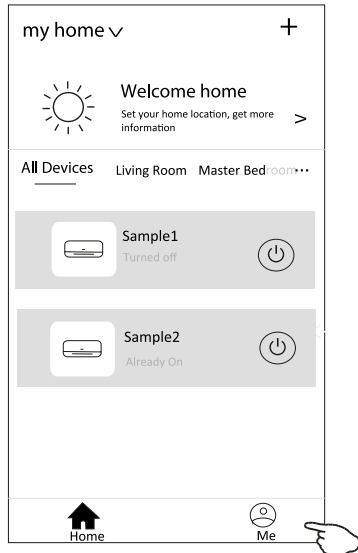 my home
Welcome home
Set your home location, get more
information
All Devices Living Room Master Bedroom...
Sample1
Turned off
Sample2
Already On
Home Me